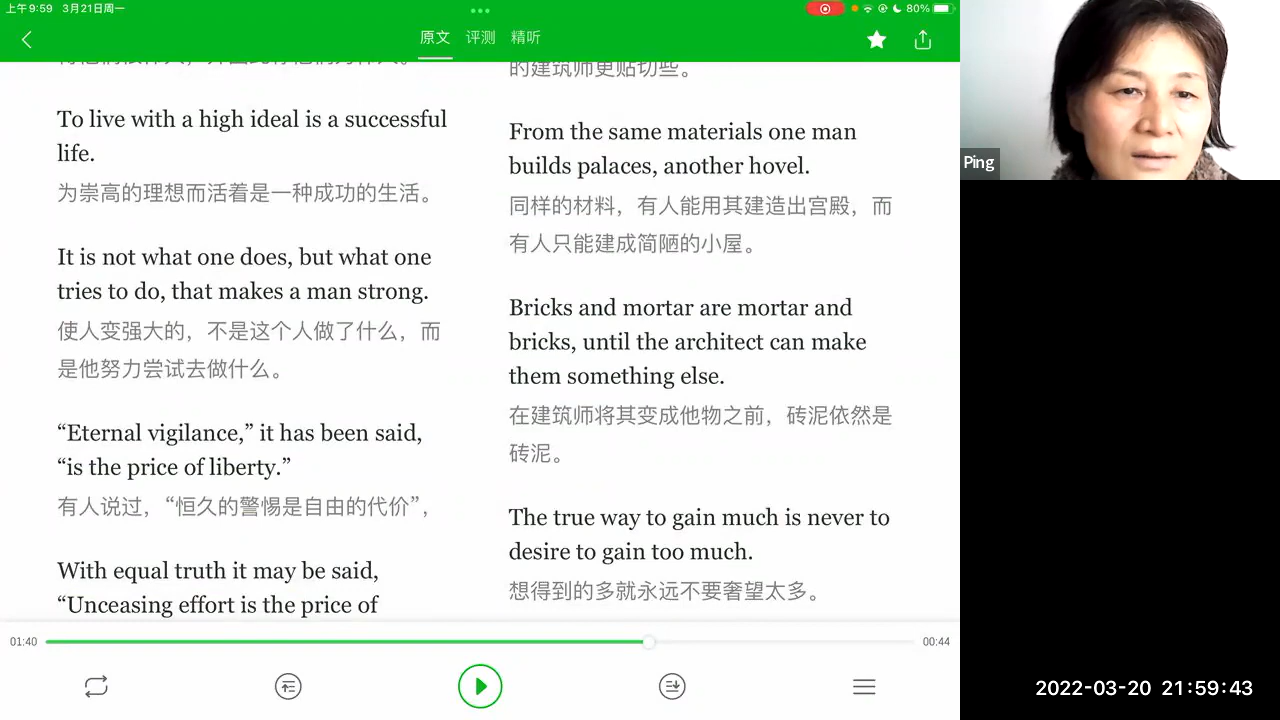 上午9:59 3月21日周一
80%
原文 评测 精听
To live with a high ideal is a successful
life.
为崇高的理想而活着是一种成功的生活。
It is not what one does, but what one
tries to do, that makes a man strong.
使人变强大的，不是这个人做了什么，而
是他努力尝试去做什么。
“Eternal vigilance,” it has been said,
“is the price of liberty.”
有人说过，“恒久的警惕是自由的代价”，
With equal truth it may be said,
“Unceasing effort is the price of
的建筑师更贴切些。
From the same materials one man
builds palaces, another hovel.
同样的材料，有人能用其建造出宫殿，而
有人只能建成简陋的小屋。
Bricks and mortar are mortar and
bricks, until the architect can make
them something else.
在建筑师将其变成他物之前，砖泥依然是
砖泥。
The true way to gain much is never to
desire to gain too much.
想得到的多就永远不要奢望太多。
01:40
00:44
Ping
2022-03-20 21:59:43